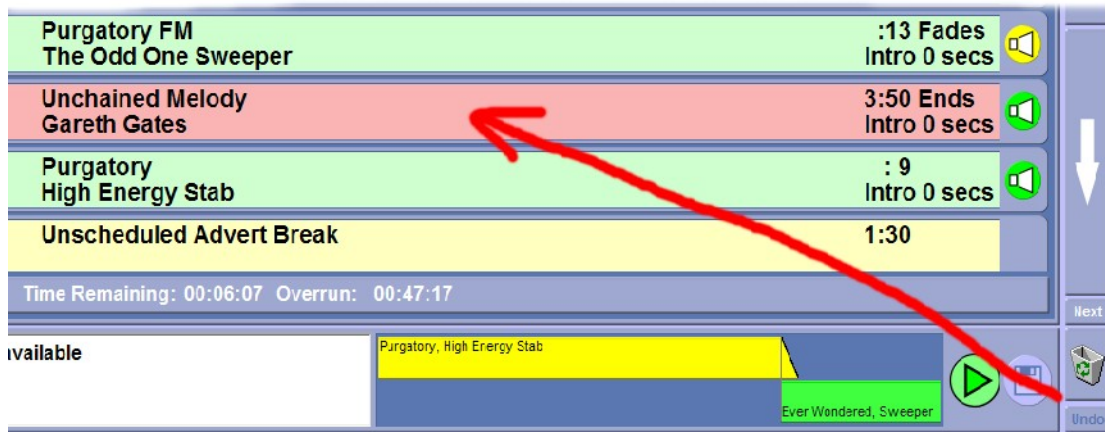 Purgatory FM :13 Fades
The Odd One Sweeper Intro 0 secs
Unchained Melody 3:50 Ends
Gareth Gates Intro 0 secs
Purgatory : 9
High Energy Stab Intro 0 secs
Unscheduled Advert Break 1:30
Time Remaining: 00:06:07 Overrun: 00:47:17
Next
available
Purgatory, High Energy Stab
Ever Wondered, Sweeper
Undo